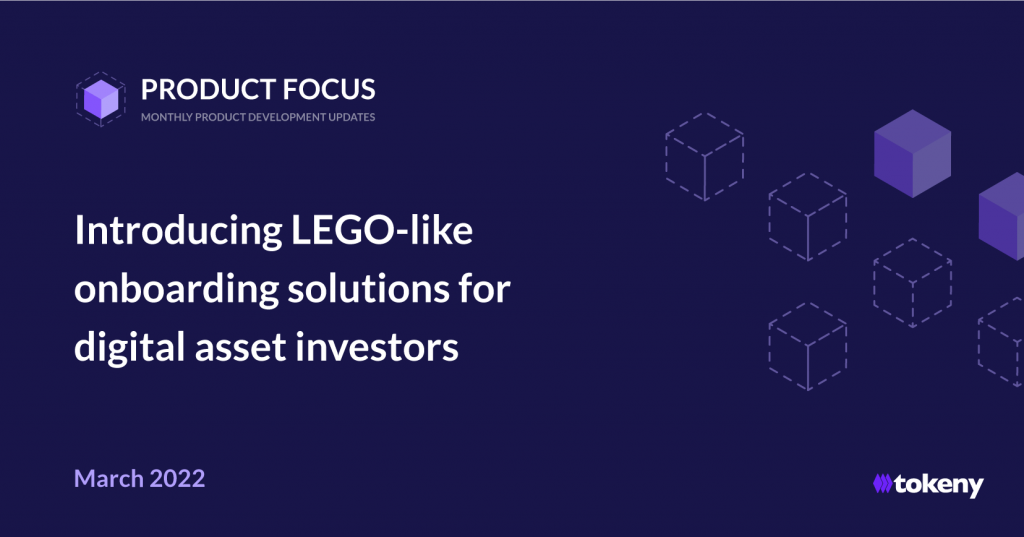 PRODUCT FOCUS
MONTHLY PRODUCT DEVELOPMENT UPDATES
Introducing LEGO-like
onboarding solutions for
digital asset investors
March 2022
tokeny